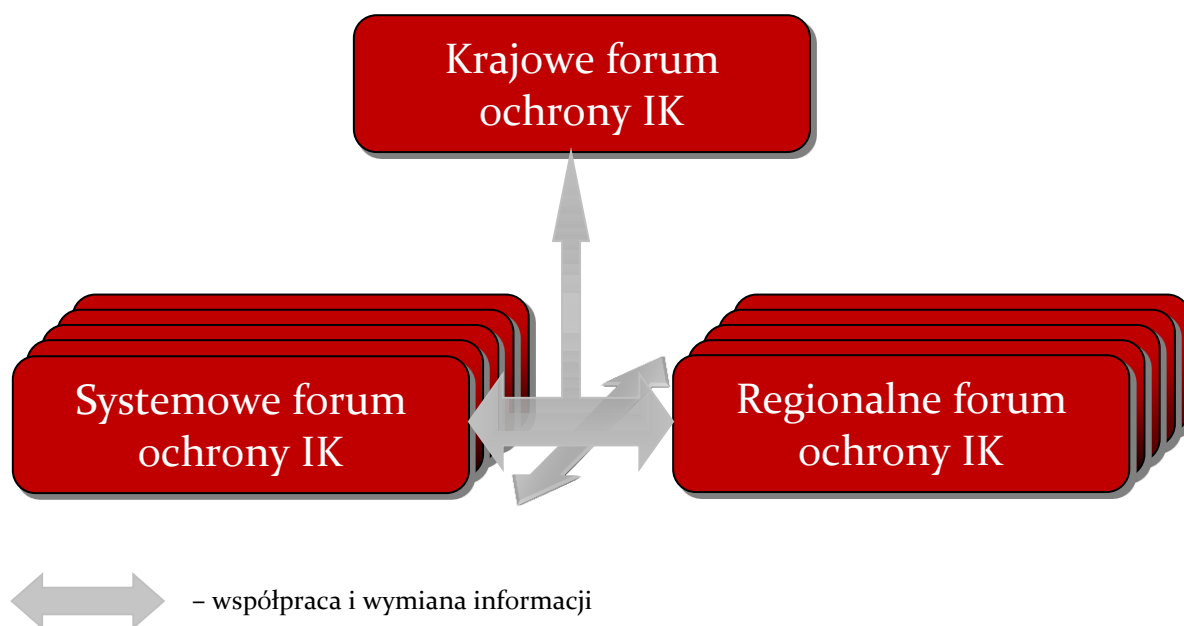 Krajowe forum
ochrony IK
Systemowe forum
ochrony IK
Regionalne forum
ochrony IK
– współpraca i wymiana informacji